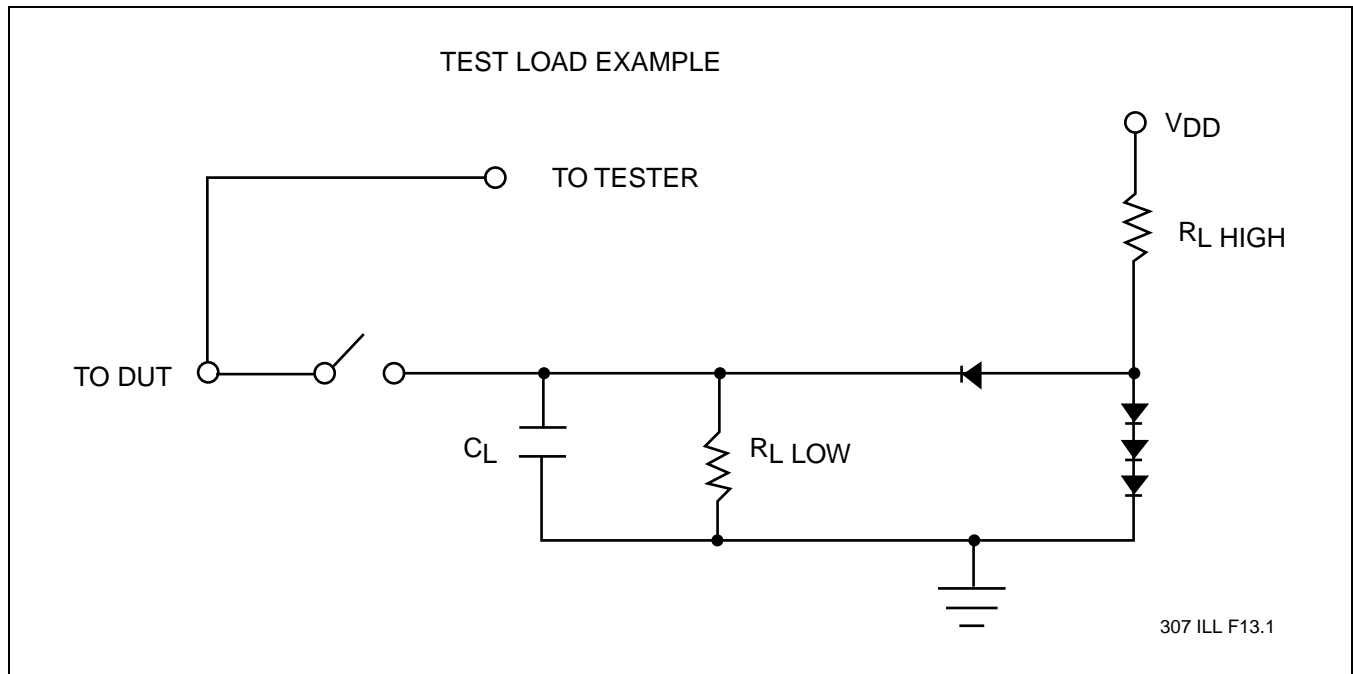 TEST LOAD EXAMPLE
VDD
TO TESTER
RL HIGH
TO DUT
CL
RL LOW
307 ILL F13.1